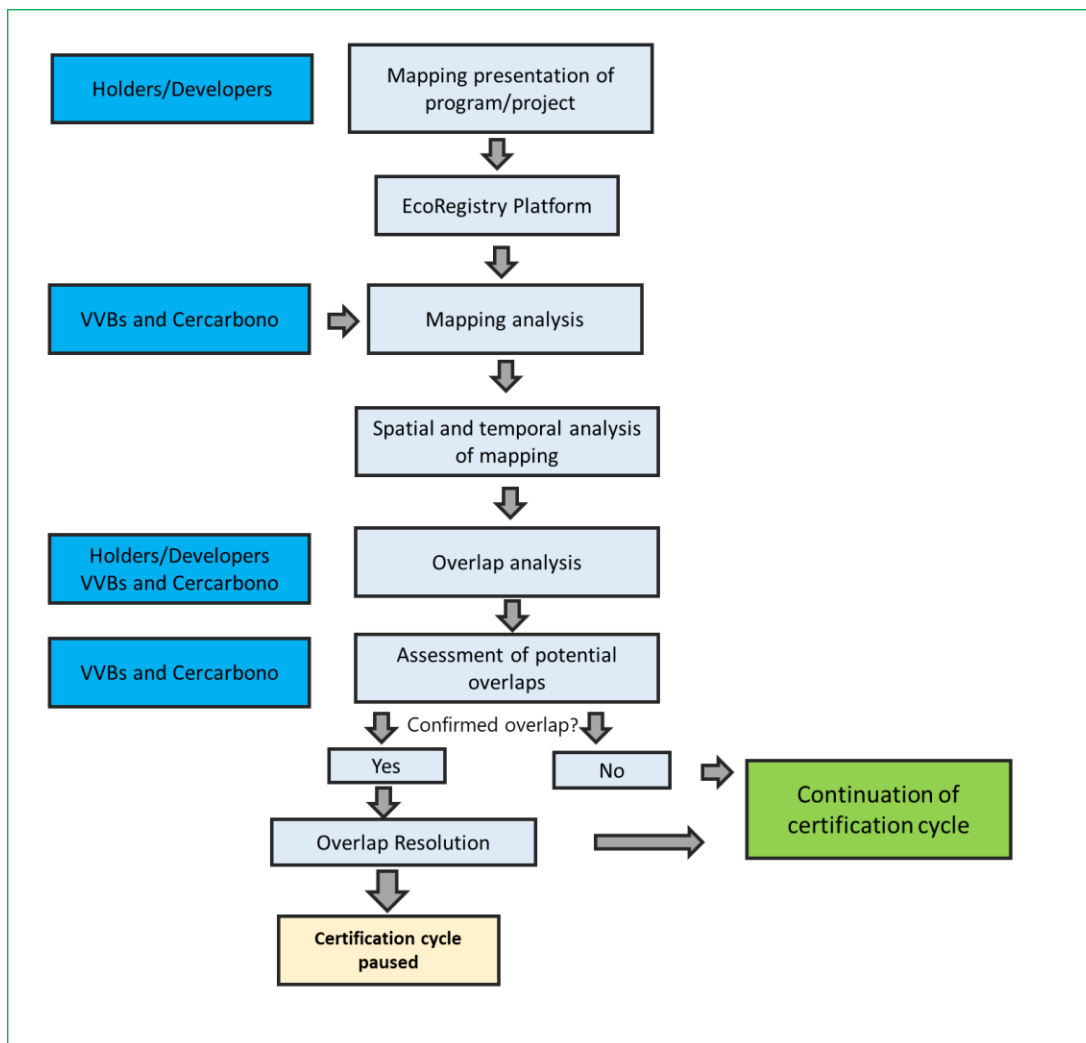 Holders/Developers
Mapping presentation of
program/project
EcoRegistry Platform
VVBs and Cercarbono
Mapping analysis
Spatial and temporal analysis
of mapping
Holders/Developers
VVBs and Cercarbono
Overlap analysis
VVBs and Cercarbono
Assessment of potential
overlaps
Confirmed overlap?
Yes
No
Continuation of
certification cycle
Overlap Resolution
Certification cycle
paused